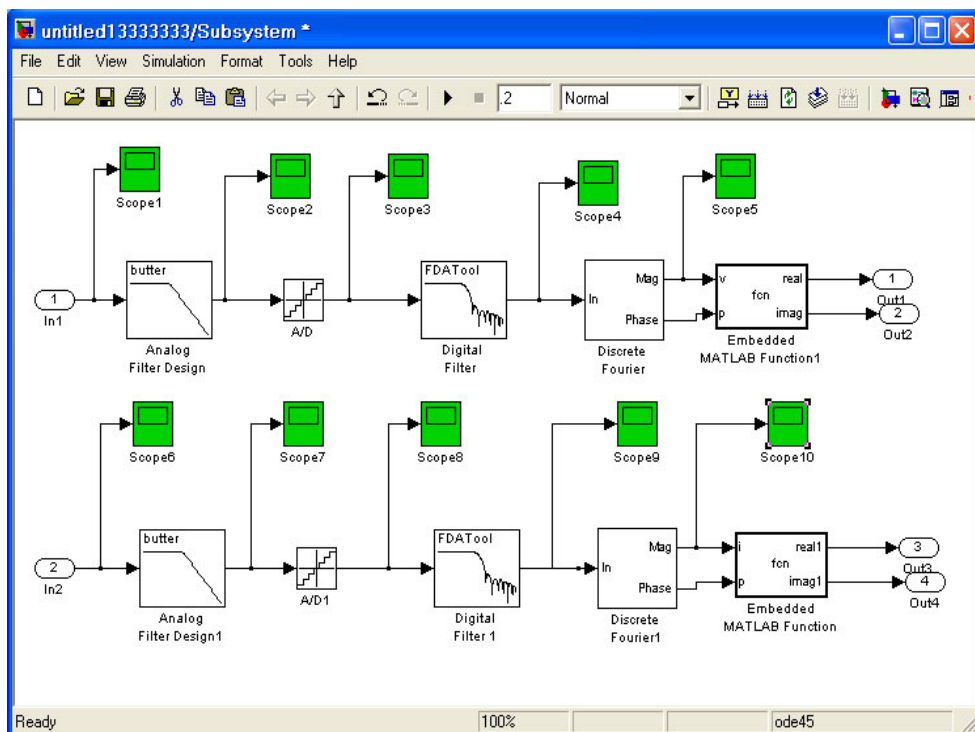 untitled13333333/Subsystem *
File Edit View Simulation Format Tools Help
.2 Normal
Scope1
Scope2
Scope3
Scope4
Scope5
butter
FDATool
Mag
Phase
In
v
p
fcn
real
imag
1
In1
1
Out1
2
Out2
A/D
Analog
Filter Design
Digital
Filter
Discrete
Fourier
Embedded
MATLAB Function1
Scope6
Scope7
Scope8
Scope9
Scope10
butter
FDATool
Mag
Phase
In
i
p
fcn
real1
imag1
2
In2
3
Out3
4
Out4
A/D1
Analog
Filter Design1
Digital
Filter 1
Discrete
Fourier1
Embedded
MATLAB Function
Ready 100% ode45